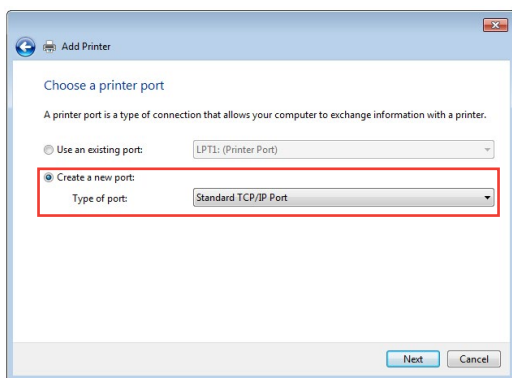 Add Printer
Choose a printer port
A printer port is a type of connection that allows your computer to exchange information with a printer.
Use an existing port: LPT1: (Printer Port)
Create a new port:
Type of port: Standard TCP/IP Port
Next Cancel